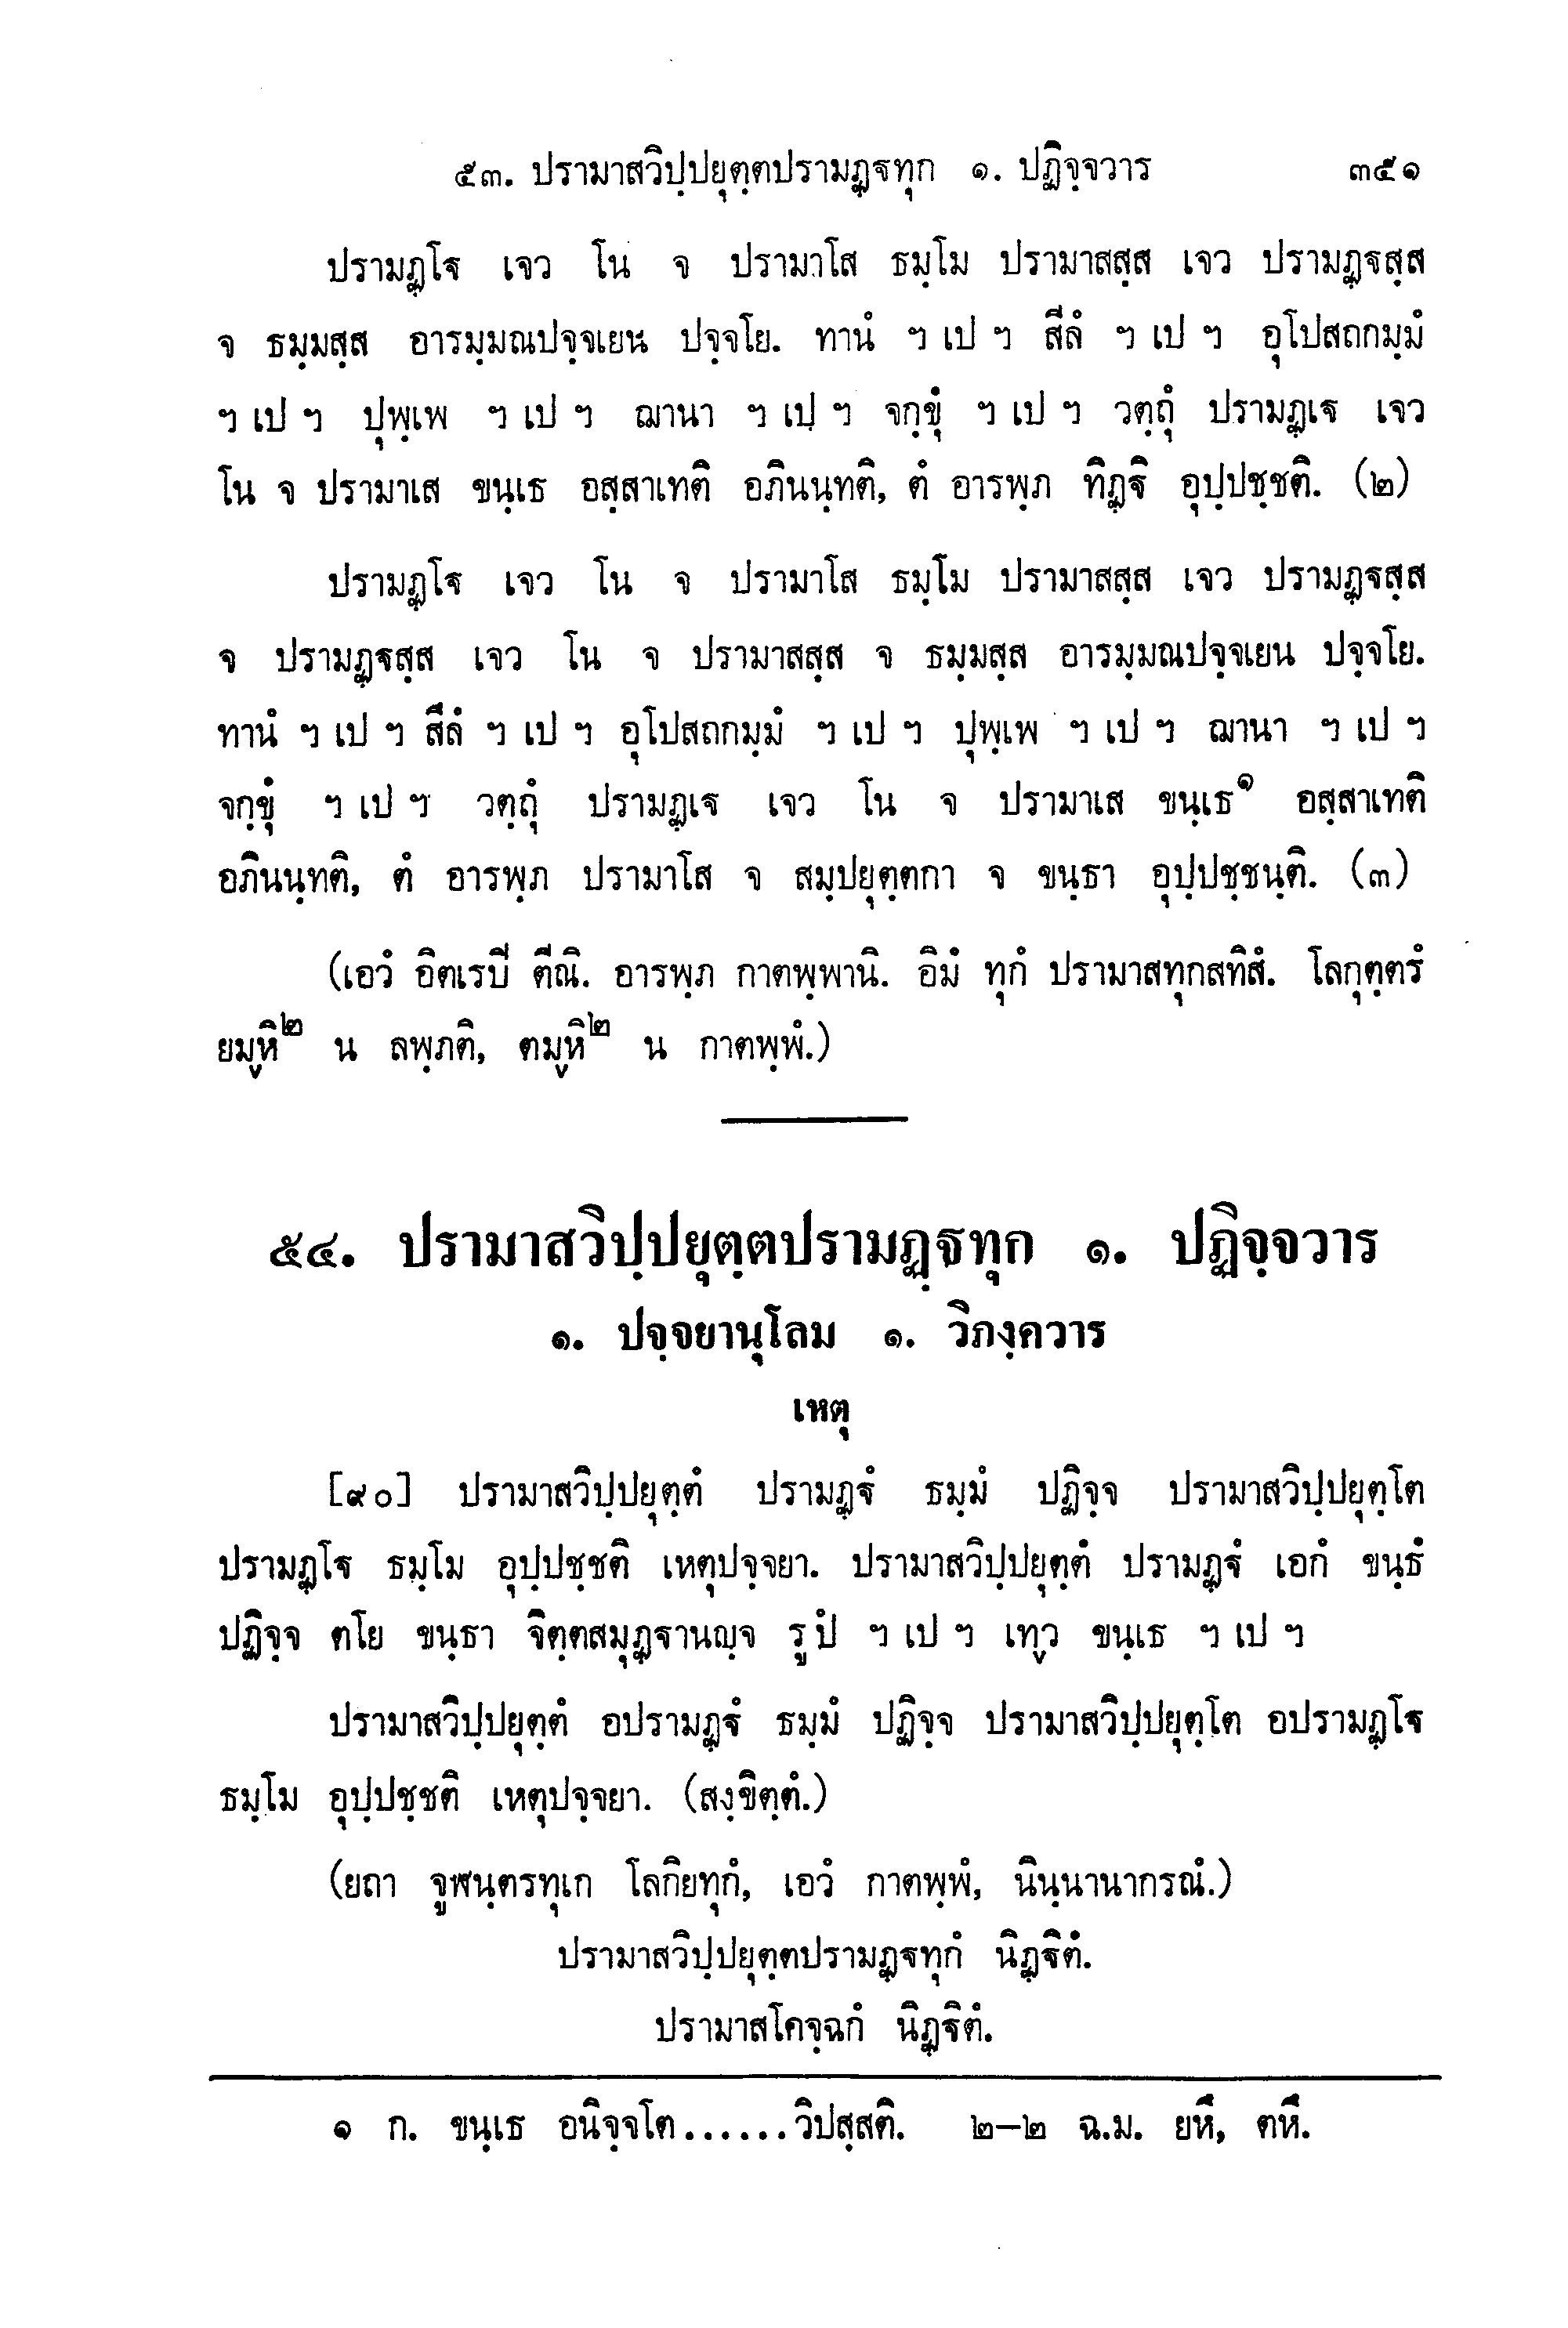 ๕๓. ปรามาสวิปฺปยุตฺตปรามฏฺฐทุก ๑. ปฏิจฺจวาร ๓๕๑
ปรามฏฺโฐ เจว โน จ ปรามาโส ธมฺโม ปรามาสสฺส เจว ปรามฏฺฐสฺส
จ ธมฺมสฺส อารมฺมณปจฺจเยน ปจฺจโย. ทานํ ฯ เป ฯ สีลํ ฯ เป ฯ อุโปสถกมฺมํ
ฯ เป ฯ ปุพฺเพ ฯ เป ฯ ฌานา ฯ เป ฯ จกฺขุํ ฯ เป ฯ วตฺถุํ ปรามฏฺเฐ เจว
โน จ ปรามาเส ขนฺเธ อสฺสาเทติ อภินนฺทติ, ตํ อารพฺภ ทิฏฺฐิ อุปฺปชฺชติ. (๒)
ปรามฏฺโฐ เจว โน จ ปรามาโส ธมฺโม ปรามาสสฺส เจว ปรามฏฺฐสฺส
จ ปรามฏฺฐสฺส เจว โน จ ปรามาสสฺส จ ธมฺมสฺส อารมฺมณปจฺจเยน ปจฺจโย.
ทานํ ฯ เป ฯ สีลํ ฯ เป ฯ อุโปสถกมฺมํ ฯ เป ฯ ปุพฺเพ ฯ เป ฯ ฌานา ฯ เป ฯ
จกฺขุํ ฯ เป ฯ วตฺถุํ ปรามฏฺเฐ เจว โน จ ปรามาเส ขนฺเธ๑ อสฺสาเทติ
อภินนฺทติ, ตํ อารพฺภ ปรามาโส จ สมฺปยุตฺตกา จ ขนฺธา อุปฺปชฺชนฺติ. (๓)
(เอวํ อิตเรปิ ตีณิ. อารพฺภ กาตพฺพานิ. อิมํ ทุกํ ปรามาสทุกสทิสํ. โลกุตฺตรํ
ยมูหิ๒ น ลพฺภติ, ตมูหิ๒ น กาตพฺพํ.)
๕๔. ปรามาสวิปฺปยุตฺตปรามฏฺฐทุก ๑. ปฏิจฺจวาร
๑. ปจฺจยานุโลม ๑. วิภงฺควาร
เหตุ
[๙๐] ปรามาสวิปฺปยุตฺตํ ปรามฏฺฐํ ธมฺมํ ปฏิจฺจ ปรามาสวิปฺปยุตฺโต
ปรามฏฺโฐ ธมฺโม อุปฺปชฺชติ เหตุปจฺจยา. ปรามาสวิปฺปยุตฺตํ ปรามฏฺฐํ เอกํ ขนฺธํ
ปฏิจฺจ ตโย ขนฺธา จิตฺตสมุฏฺฐานญฺจ รูปํ ฯ เป ฯ เทฺว ขนฺเธ ฯ เป ฯ
ปรามาสวิปฺปยุตฺตํ อปรามฏฺฐํ ธมฺมํ ปฏิจฺจ ปรามาสวิปฺปยุตฺโต อปรามฏฺโฐ
ธมฺโม อุปฺปชฺชติ เหตุปจฺจยา. (สงฺขิตฺตํ.)
(ยถา จูฬนฺตรทุเก โลกิยทุกํ, เอวํ กาตพฺพํ, นินฺนานากรณํ.)
ปรามาสวิปฺปยุตฺตปรามฏฺฐทุกํ นิฏฺฐิตํ.
ปรามาสโคจฺฉกํ นิฏฺฐิตํ.
๑ ก. ขนฺเธ อนิจฺจโต......วิปสฺสติ. ๒–๒ ฉ.ม. ยหึ, ตหึ.